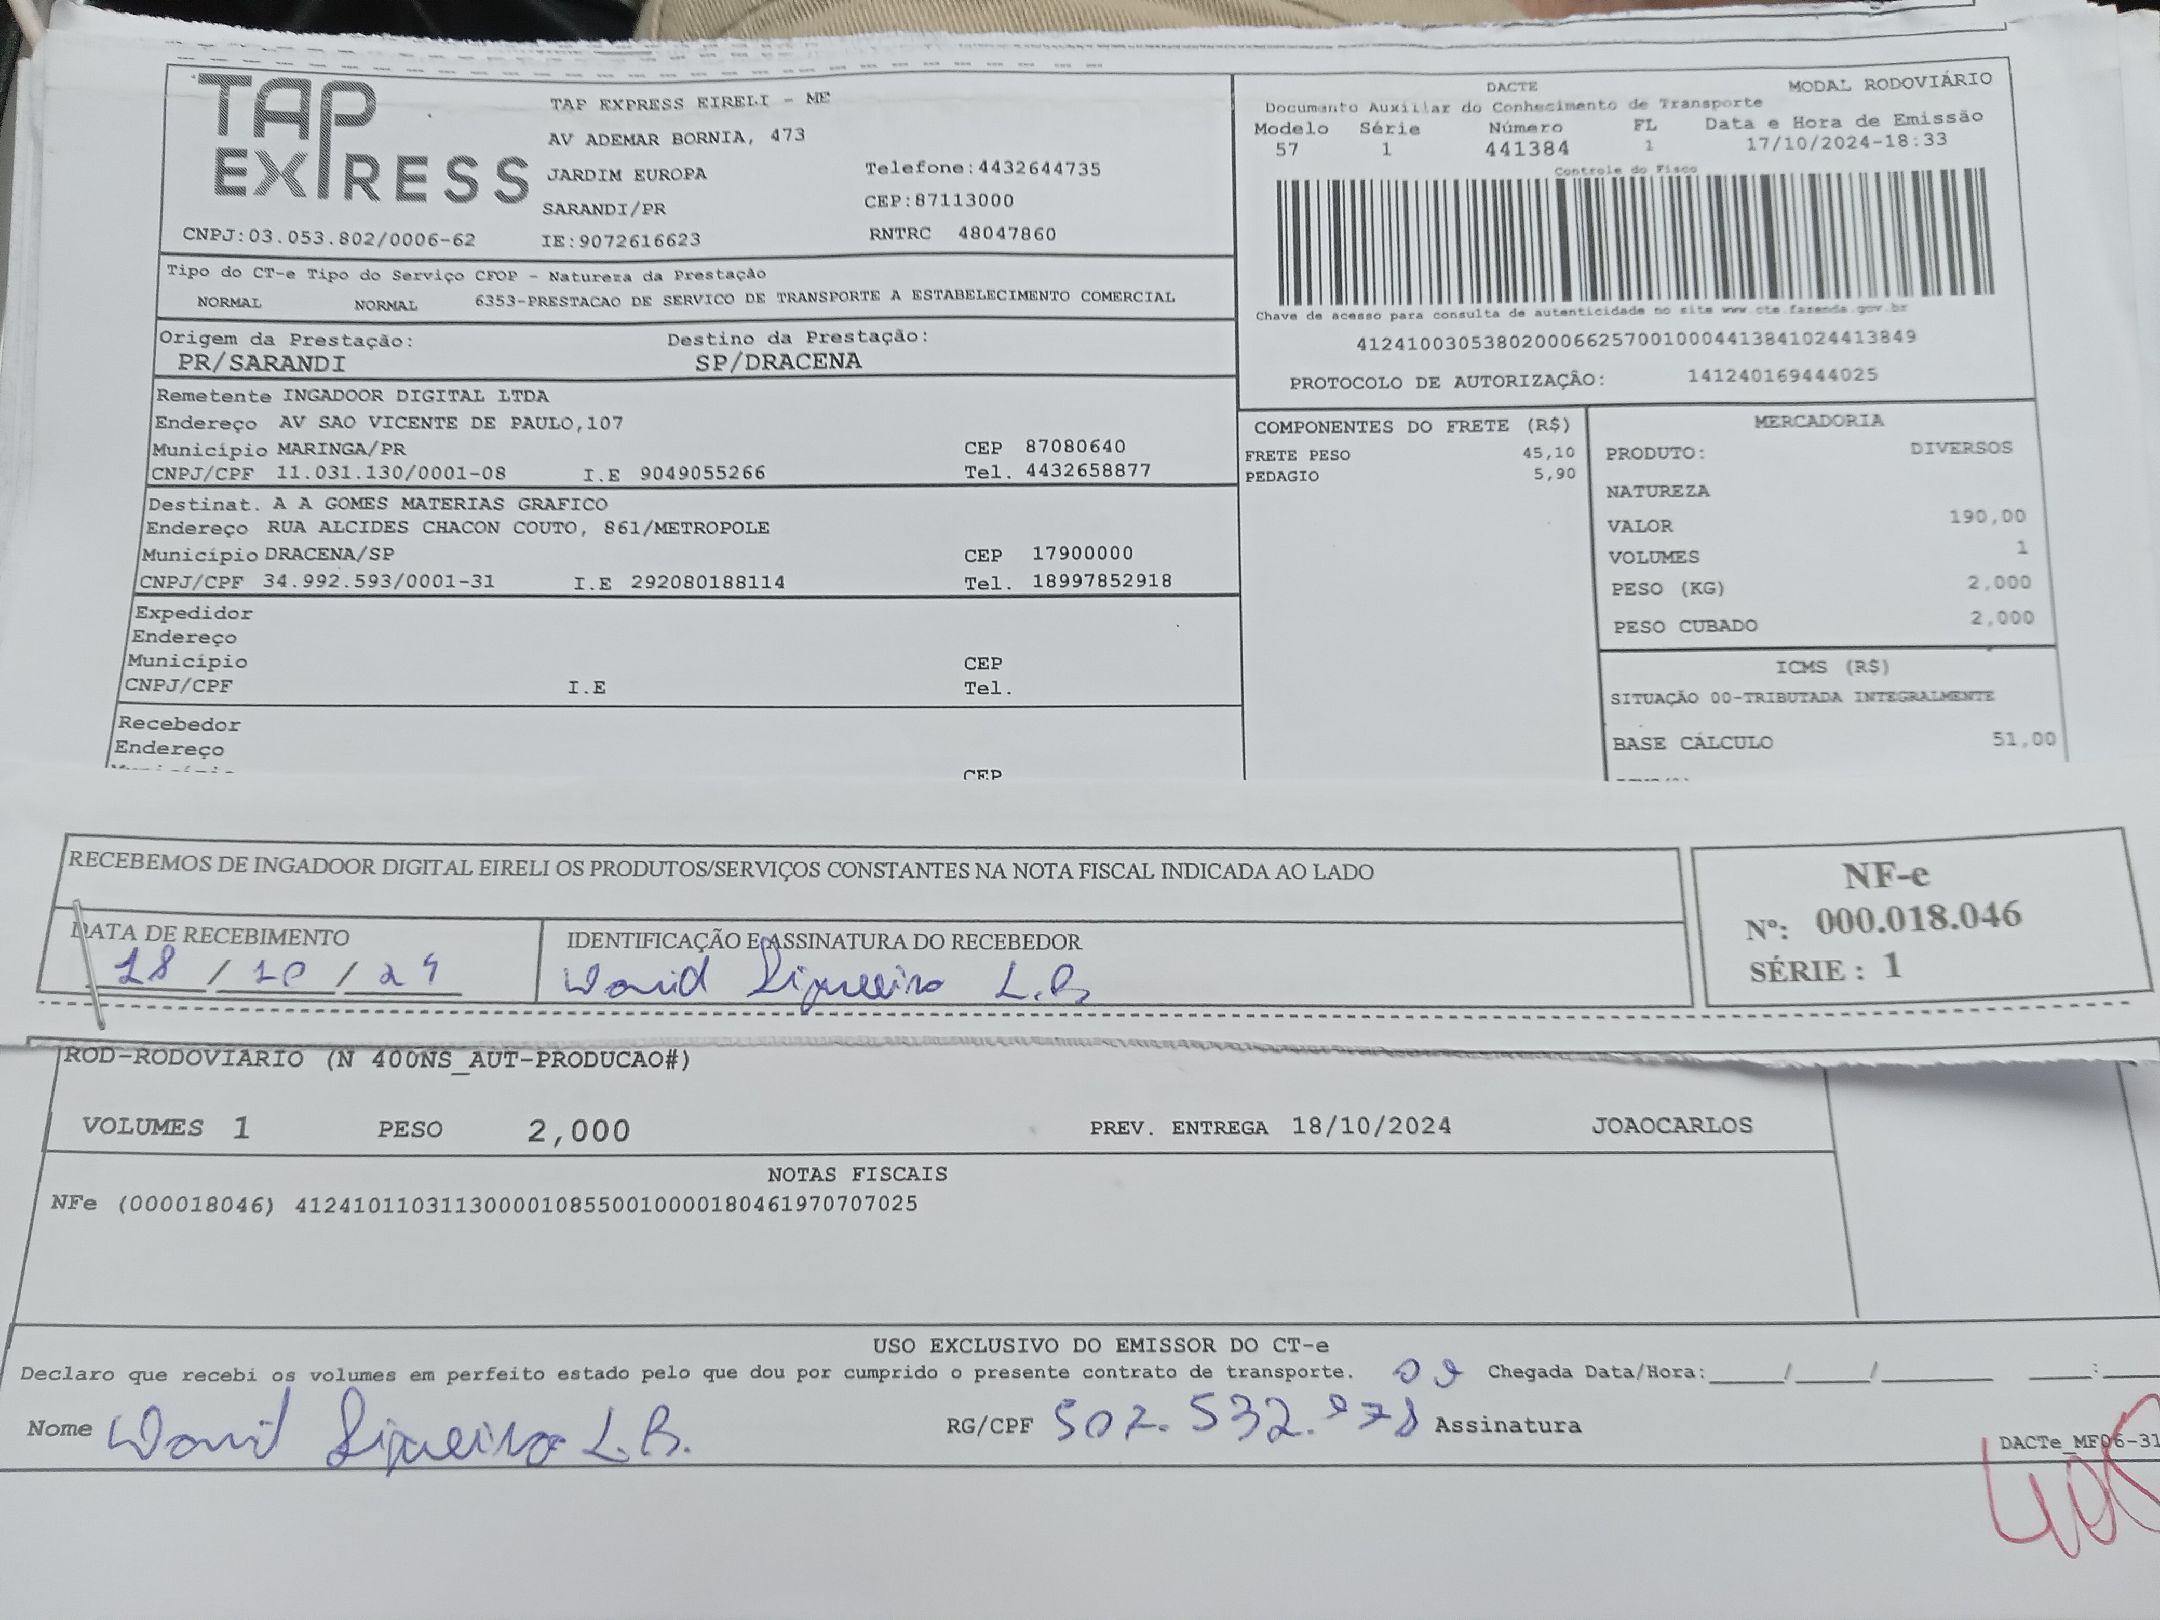 TAP EXPRESS
TAP EXPRESS EIRELI - ME
AV ADEMAR BORNIA, 473
JARDIM EUROPA Telefone:4432644735
SARANDI/PR CEP:87113000
CNPJ:03.053.802/0006-62 IE:9072616623 RNTRC 48047860
DACTE MODAL RODOVIÁRIO
Documento Auxiliar do Conhecimento de Transporte
Modelo Série Número FL Data e Hora de Emissão
57 1 441384 1 17/10/2024-18:33
Controle do Fisco
Chave de acesso para consulta de autenticidade no site www.cte.fazenda.gov.br
41241003053802000662570010004413841024413849
PROTOCOLO DE AUTORIZAÇÃO: 141240169444025
Tipo do CT-e Tipo do Serviço CFOP - Natureza da Prestação
NORMAL NORMAL 6353-PRESTACAO DE SERVICO DE TRANSPORTE A ESTABELECIMENTO COMERCIAL
Origem da Prestação: Destino da Prestação:
PR/SARANDI SP/DRACENA
Remetente INGADOOR DIGITAL LTDA
Endereço AV SAO VICENTE DE PAULO,107
Município MARINGA/PR CEP 87080640
CNPJ/CPF 11.031.130/0001-08 I.E 9049055266 Tel. 4432658877
Destinat. A A GOMES MATERIAS GRAFICO
Endereço RUA ALCIDES CHACON COUTO, 861/METROPOLE
Município DRACENA/SP CEP 17900000
CNPJ/CPF 34.992.593/0001-31 I.E 292080188114 Tel. 18997852918
Expedidor
Endereço
Município CEP
CNPJ/CPF I.E Tel.
Recebedor
Endereço
CEP
COMPONENTES DO FRETE (R$)
FRETE PESO 45,10
PEDAGIO 5,90
MERCADORIA
PRODUTO: DIVERSOS
NATUREZA
VALOR 190,00
VOLUMES 1
PESO (KG) 2,000
PESO CUBADO 2,000
ICMS (R$)
SITUAÇÃO 00-TRIBUTADA INTEGRALMENTE
BASE CÁLCULO 51,00
RECEBEMOS DE INGADOOR DIGITAL EIRELI OS PRODUTOS/SERVIÇOS CONSTANTES NA NOTA FISCAL INDICADA AO LADO
DATA DE RECEBIMENTO IDENTIFICAÇÃO E ASSINATURA DO RECEBEDOR
18/10/24 David Siqueira L.B
NF-e
Nº: 000.018.046
SÉRIE : 1
ROD-RODOVIARIO (N 400NS_AUT-PRODUCAO#)
VOLUMES 1 PESO 2,000 PREV. ENTREGA 18/10/2024 JOAOCARLOS
NOTAS FISCAIS
NFe (000018046) 41241011031130000108550010000180461970707025
USO EXCLUSIVO DO EMISSOR DO CT-e
Declaro que recebi os volumes em perfeito estado pelo que dou por cumprido o presente contrato de transporte. Chegada Data/Hora:_____/_____/_______ ____:____
Nome David Siqueira L.B. RG/CPF 502.532.978 Assinatura
DACTe_MF06-31